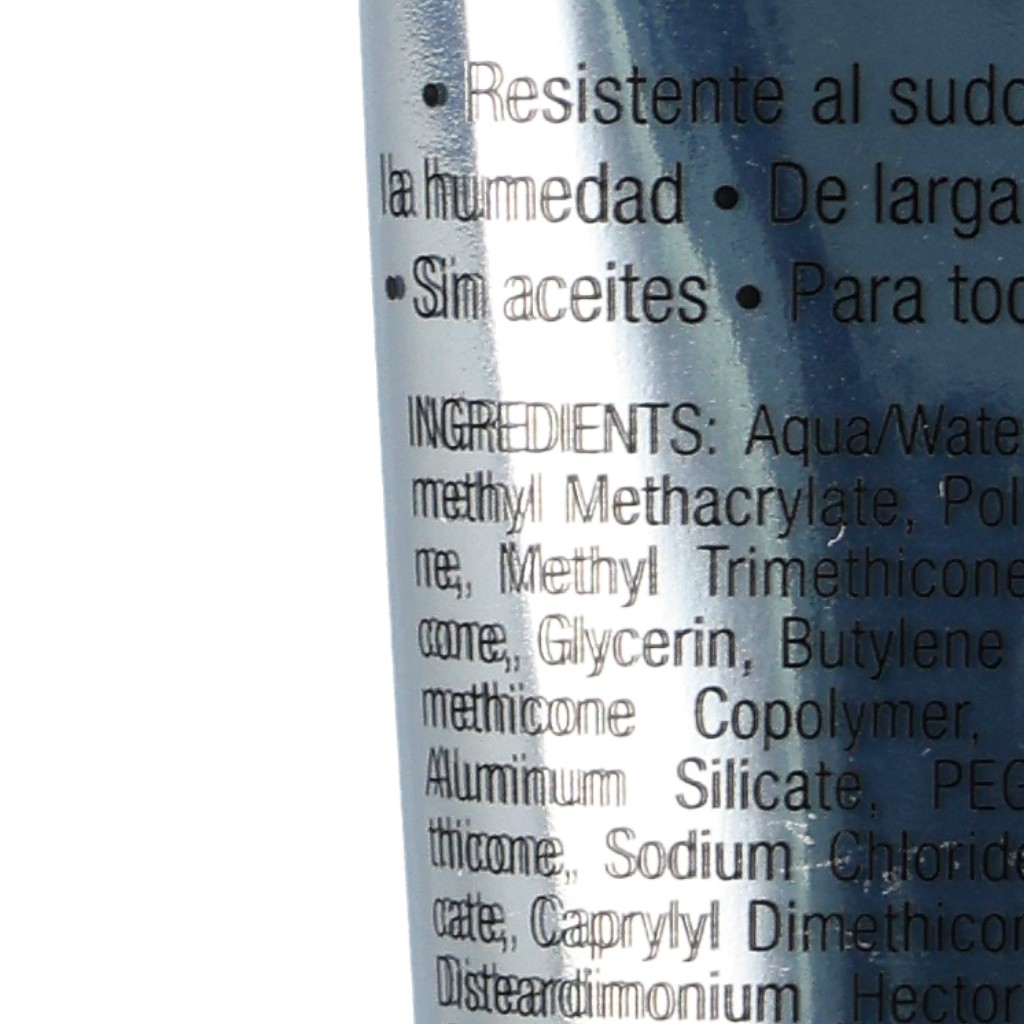 • Resistente al sudo
la humedad • De larga
• Sin aceites • Para tod
INGREDIENTS: Aqua/Wate
methyl Methacrylate, Pol
ne, Methyl Trimethicone
cone, Glycerin, Butylene
methicone Copolymer,
Aluminum Silicate, PEG
thicone, Sodium Chloride
cate, Caprylyl Dimethicon
Disteardimonium Hector